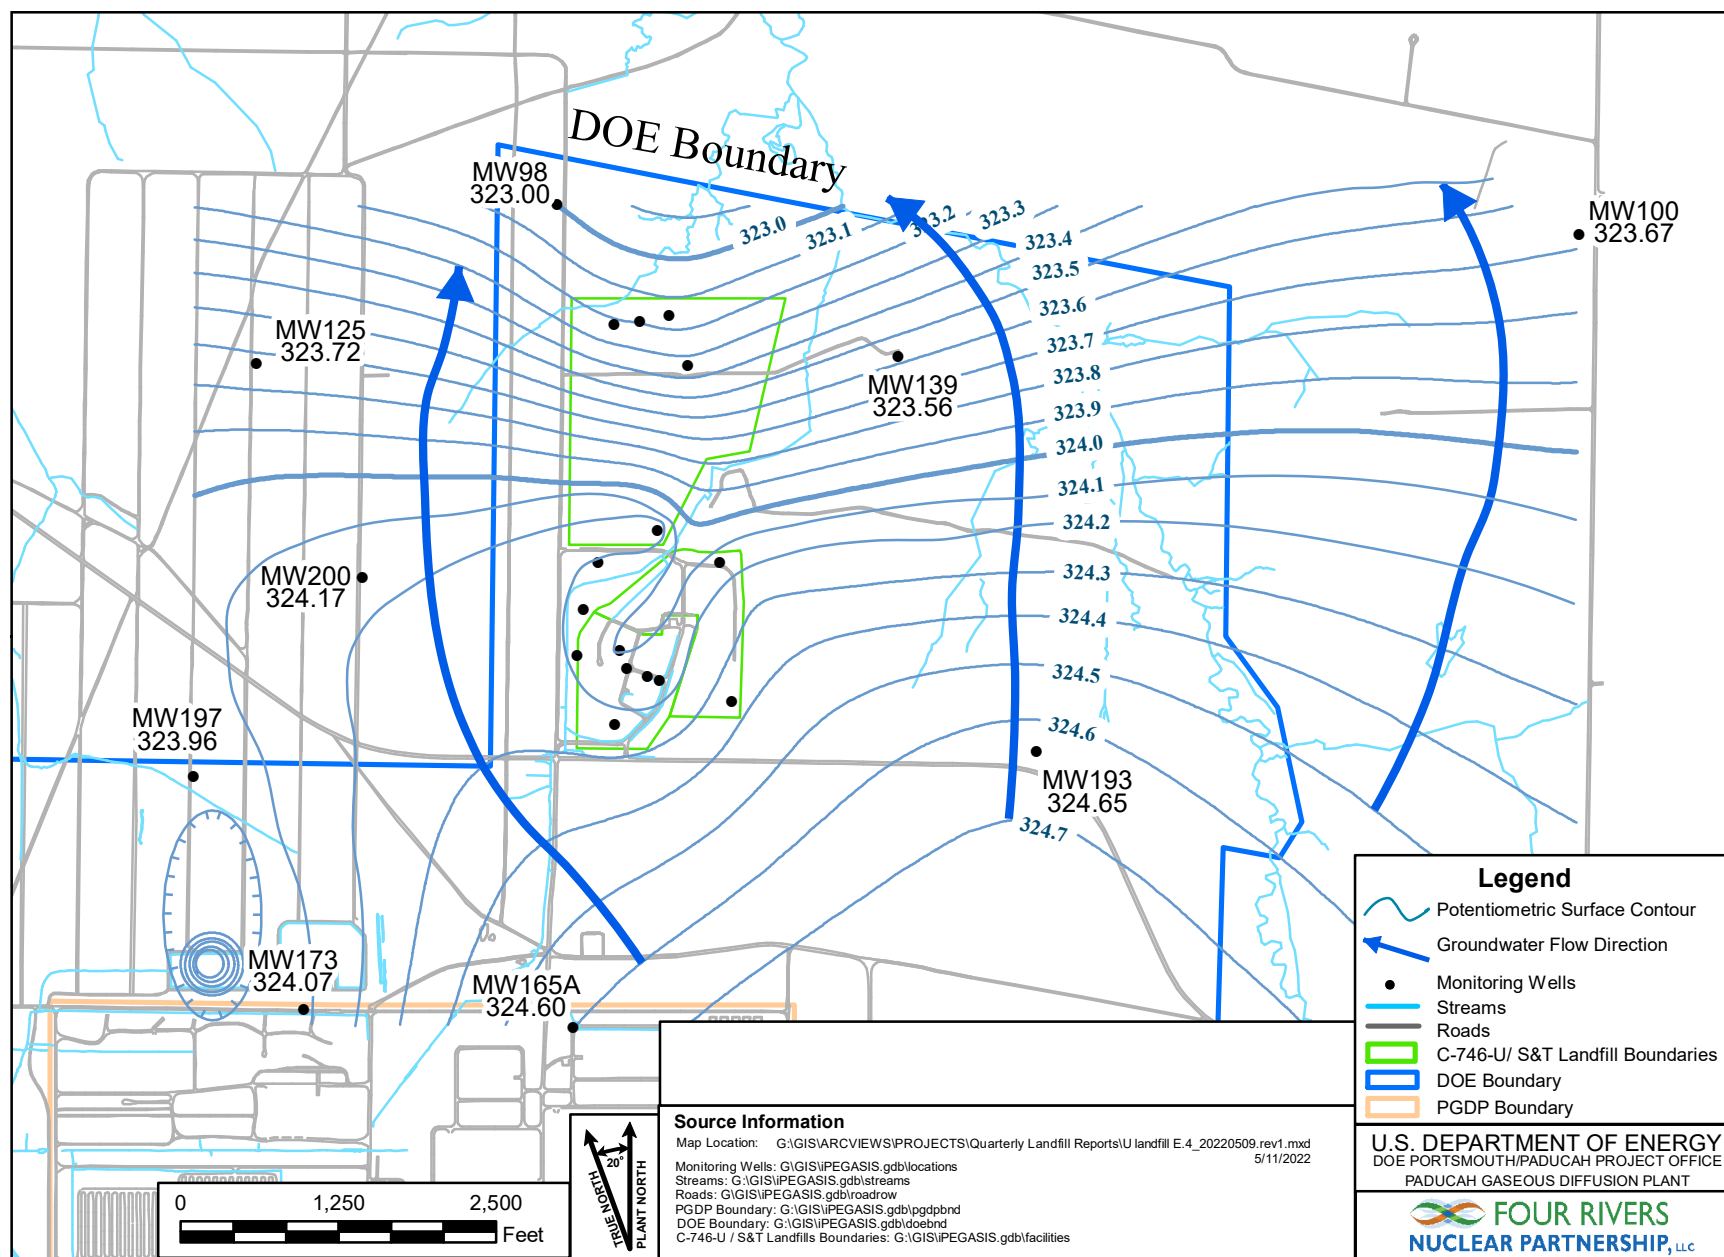 DOE Boundary
MW98
323.00
MW100
323.67
323.0
323.1
323.2
323.3
323.4
323.5
323.6
323.7
323.8
323.9
324.0
324.1
324.2
324.3
324.4
324.5
324.6
324.7
MW125
323.72
MW139
323.56
MW200
324.17
MW197
323.96
MW193
324.65
MW173
324.07
MW165A
324.60
Legend
Potentiometric Surface Contour
Groundwater Flow Direction
Monitoring Wells
Streams
Roads
C-746-U/ S&T Landfill Boundaries
DOE Boundary
PGDP Boundary
U.S. DEPARTMENT OF ENERGY
DOE PORTSMOUTH/PADUCAH PROJECT OFFICE
PADUCAH GASEOUS DIFFUSION PLANT
FOUR RIVERS
NUCLEAR PARTNERSHIP, LLC
Source Information
Map Location: G:\GIS\ARCVIEWS\PROJECTS\Quarterly Landfill Reports\U landfill E.4_20220509.rev1.mxd
5/11/2022
Monitoring Wells: G\GIS\iPEGASIS.gdb\locations
Streams: G:\GIS\iPEGASIS.gdb\streams
Roads: G\GIS\iPEGASIS.gdb\roadrow
PGDP Boundary: G:\GIS\iPEGASIS.gdb\pgdpbnd
DOE Boundary: G:\GIS\iPEGASIS.gdb\doebnd
C-746-U / S&T Landfills Boundaries: G:\GIS\iPEGASIS.gdb\facilities
20°
TRUE NORTH
PLANT NORTH
0 1,250 2,500
Feet